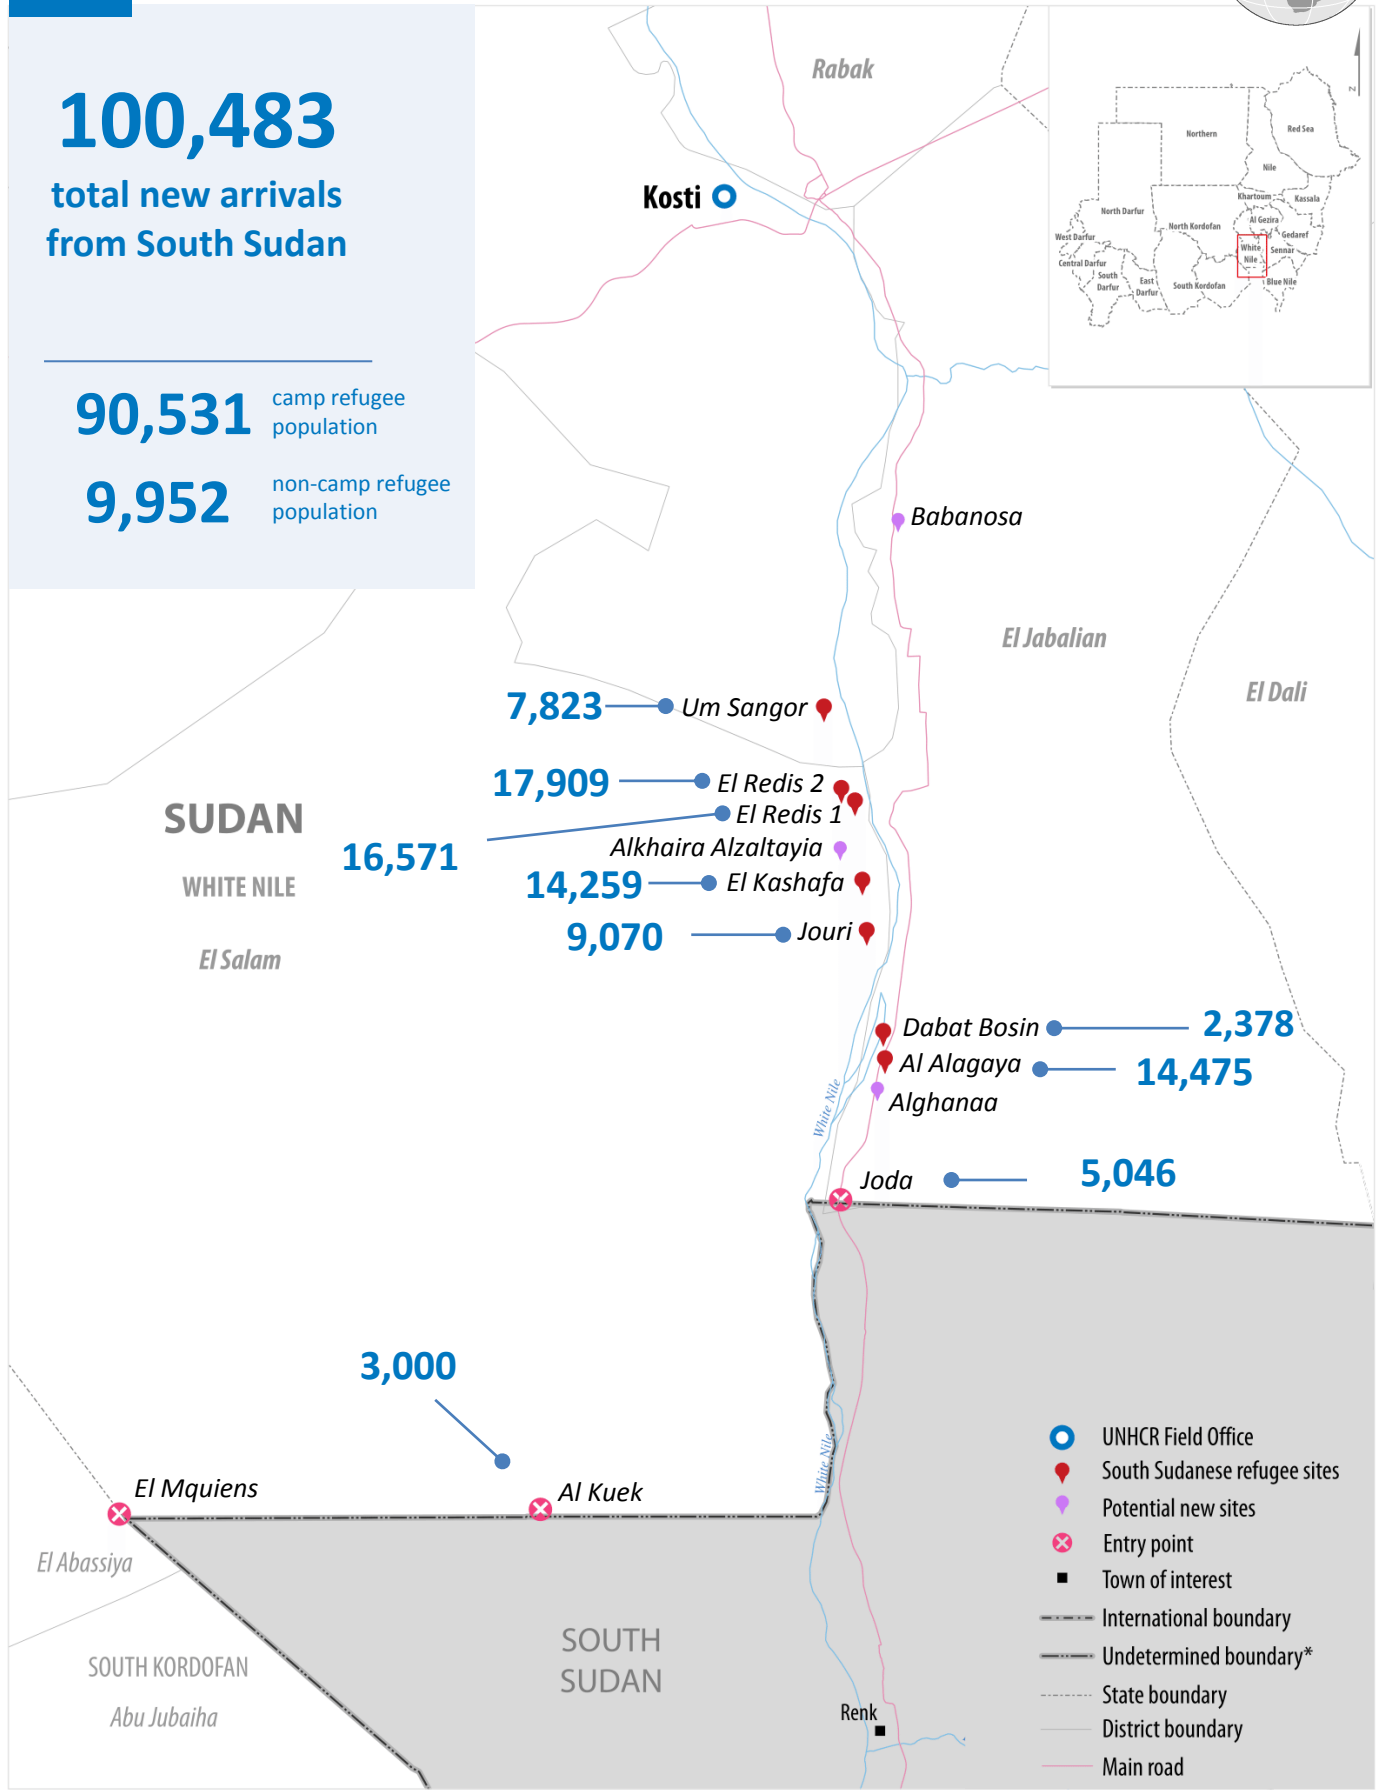 100,483
total new arrivals
from South Sudan
90,531
camp refugee
population
9,952
non-camp refugee
population
Rabak
Kosti
N
Northern
Red Sea
Nile
Khartoum
Kassala
North Darfur
Al Gezira
North Kordofan
Gedaref
West Darfur
White
Nile
Sennar
Central Darfur
South
Darfur
East
Darfur
South Kordofan
Blue Nile
Babanosa
El Jabalian
El Dali
7,823
Um Sangor
17,909
El Redis 2
El Redis 1
16,571
Alkhaira Alzaltayia
14,259
El Kashafa
9,070
Jouri
SUDAN
WHITE NILE
El Salam
Dabat Bosin
2,378
Al Alagaya
14,475
Alghanaa
White Nile
Joda
5,046
3,000
El Mquiens
Al Kuek
White Nile
El Abassiya
SOUTH KORDOFAN
Abu Jubaiha
SOUTH
SUDAN
Renk
UNHCR Field Office
South Sudanese refugee sites
Potential new sites
Entry point
Town of interest
International boundary
Undetermined boundary*
State boundary
District boundary
Main road